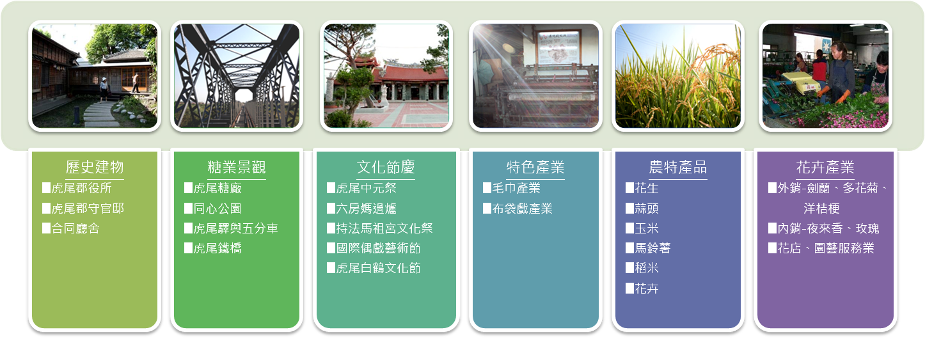 歷史建物
■虎尾郡役所
■虎尾郡守官邸
■合同廳舍
糖業景觀
■虎尾糖廠
■同心公園
■虎尾驛與五分車
■虎尾鐵橋
文化節慶
■虎尾中元祭
■六房媽過爐
■持法馬祖宮文化祭
■國際偶戲藝術節
■虎尾白鶴文化節
特色產業
■毛巾產業
■布袋戲產業
農特產品
■花生
■蒜頭
■玉米
■馬鈴薯
■稻米
■花卉
花卉產業
■外銷-劍蘭、多花菊、
洋桔梗
■內銷-夜來香、玫瑰
■花店、園藝服務業